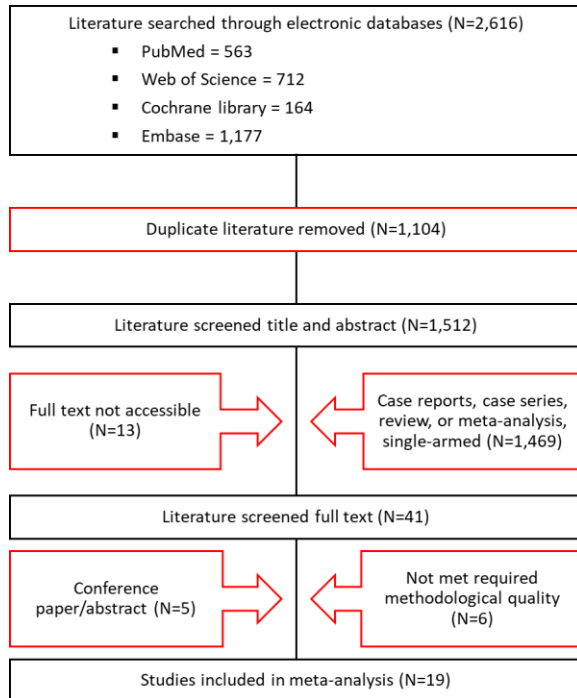 Literature searched through electronic databases (N=2,616)
▪ PubMed = 563
▪ Web of Science = 712
▪ Cochrane library = 164
▪ Embase = 1,177
Duplicate literature removed (N=1,104)
Literature screened title and abstract (N=1,512)
Full text not accessible
(N=13)
Case reports, case series,
review, or meta-analysis,
single-armed (N=1,469)
Literature screened full text (N=41)
Conference
paper/abstract (N=5)
Not met required
methodological quality
(N=6)
Studies included in meta-analysis (N=19)